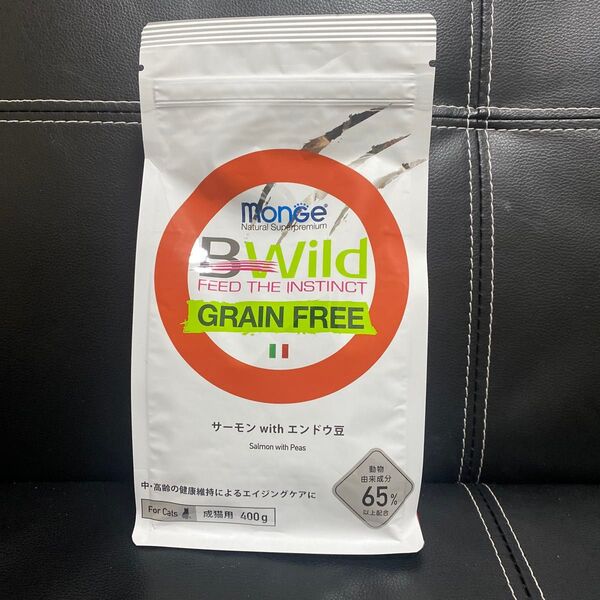 monge
Natural Superpremium
BWild
FEED THE INSTINCT
GRAIN FREE
サーモン with エンドウ豆
Salmon with Peas
動物
由来成分
65%
以上配合
中・高齢の健康維持によるエイジングケアに
For Cats 成猫用 400g